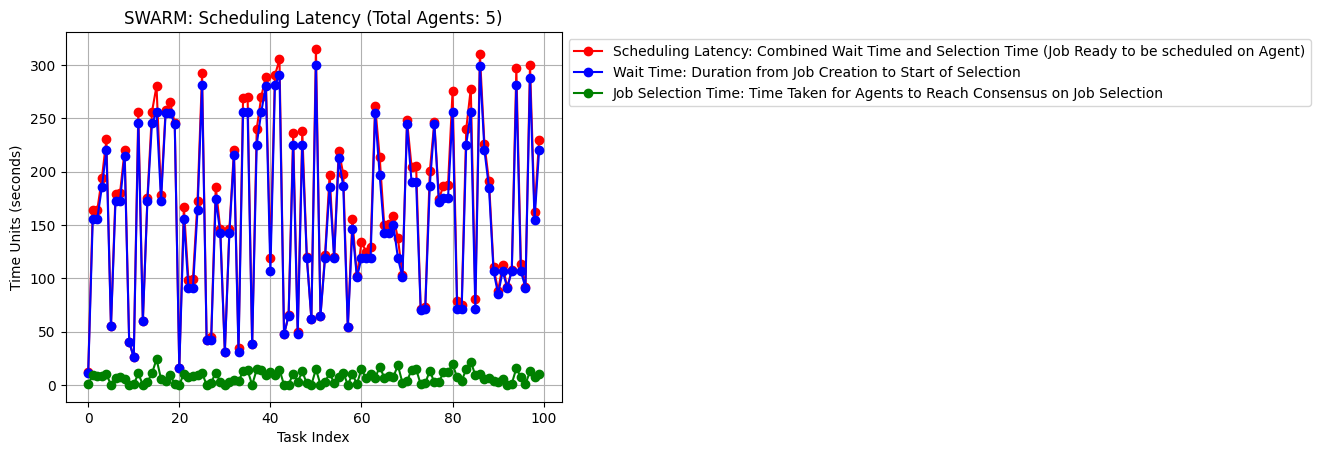 SWARM: Scheduling Latency (Total Agents: 5)
Scheduling Latency: Combined Wait Time and Selection Time (Job Ready to be scheduled on Agent)
Wait Time: Duration from Job Creation to Start of Selection
Job Selection Time: Time Taken for Agents to Reach Consensus on Job Selection
Time Units (seconds)
300
250
200
150
100
50
0
0 20 40 60 80 100
Task Index